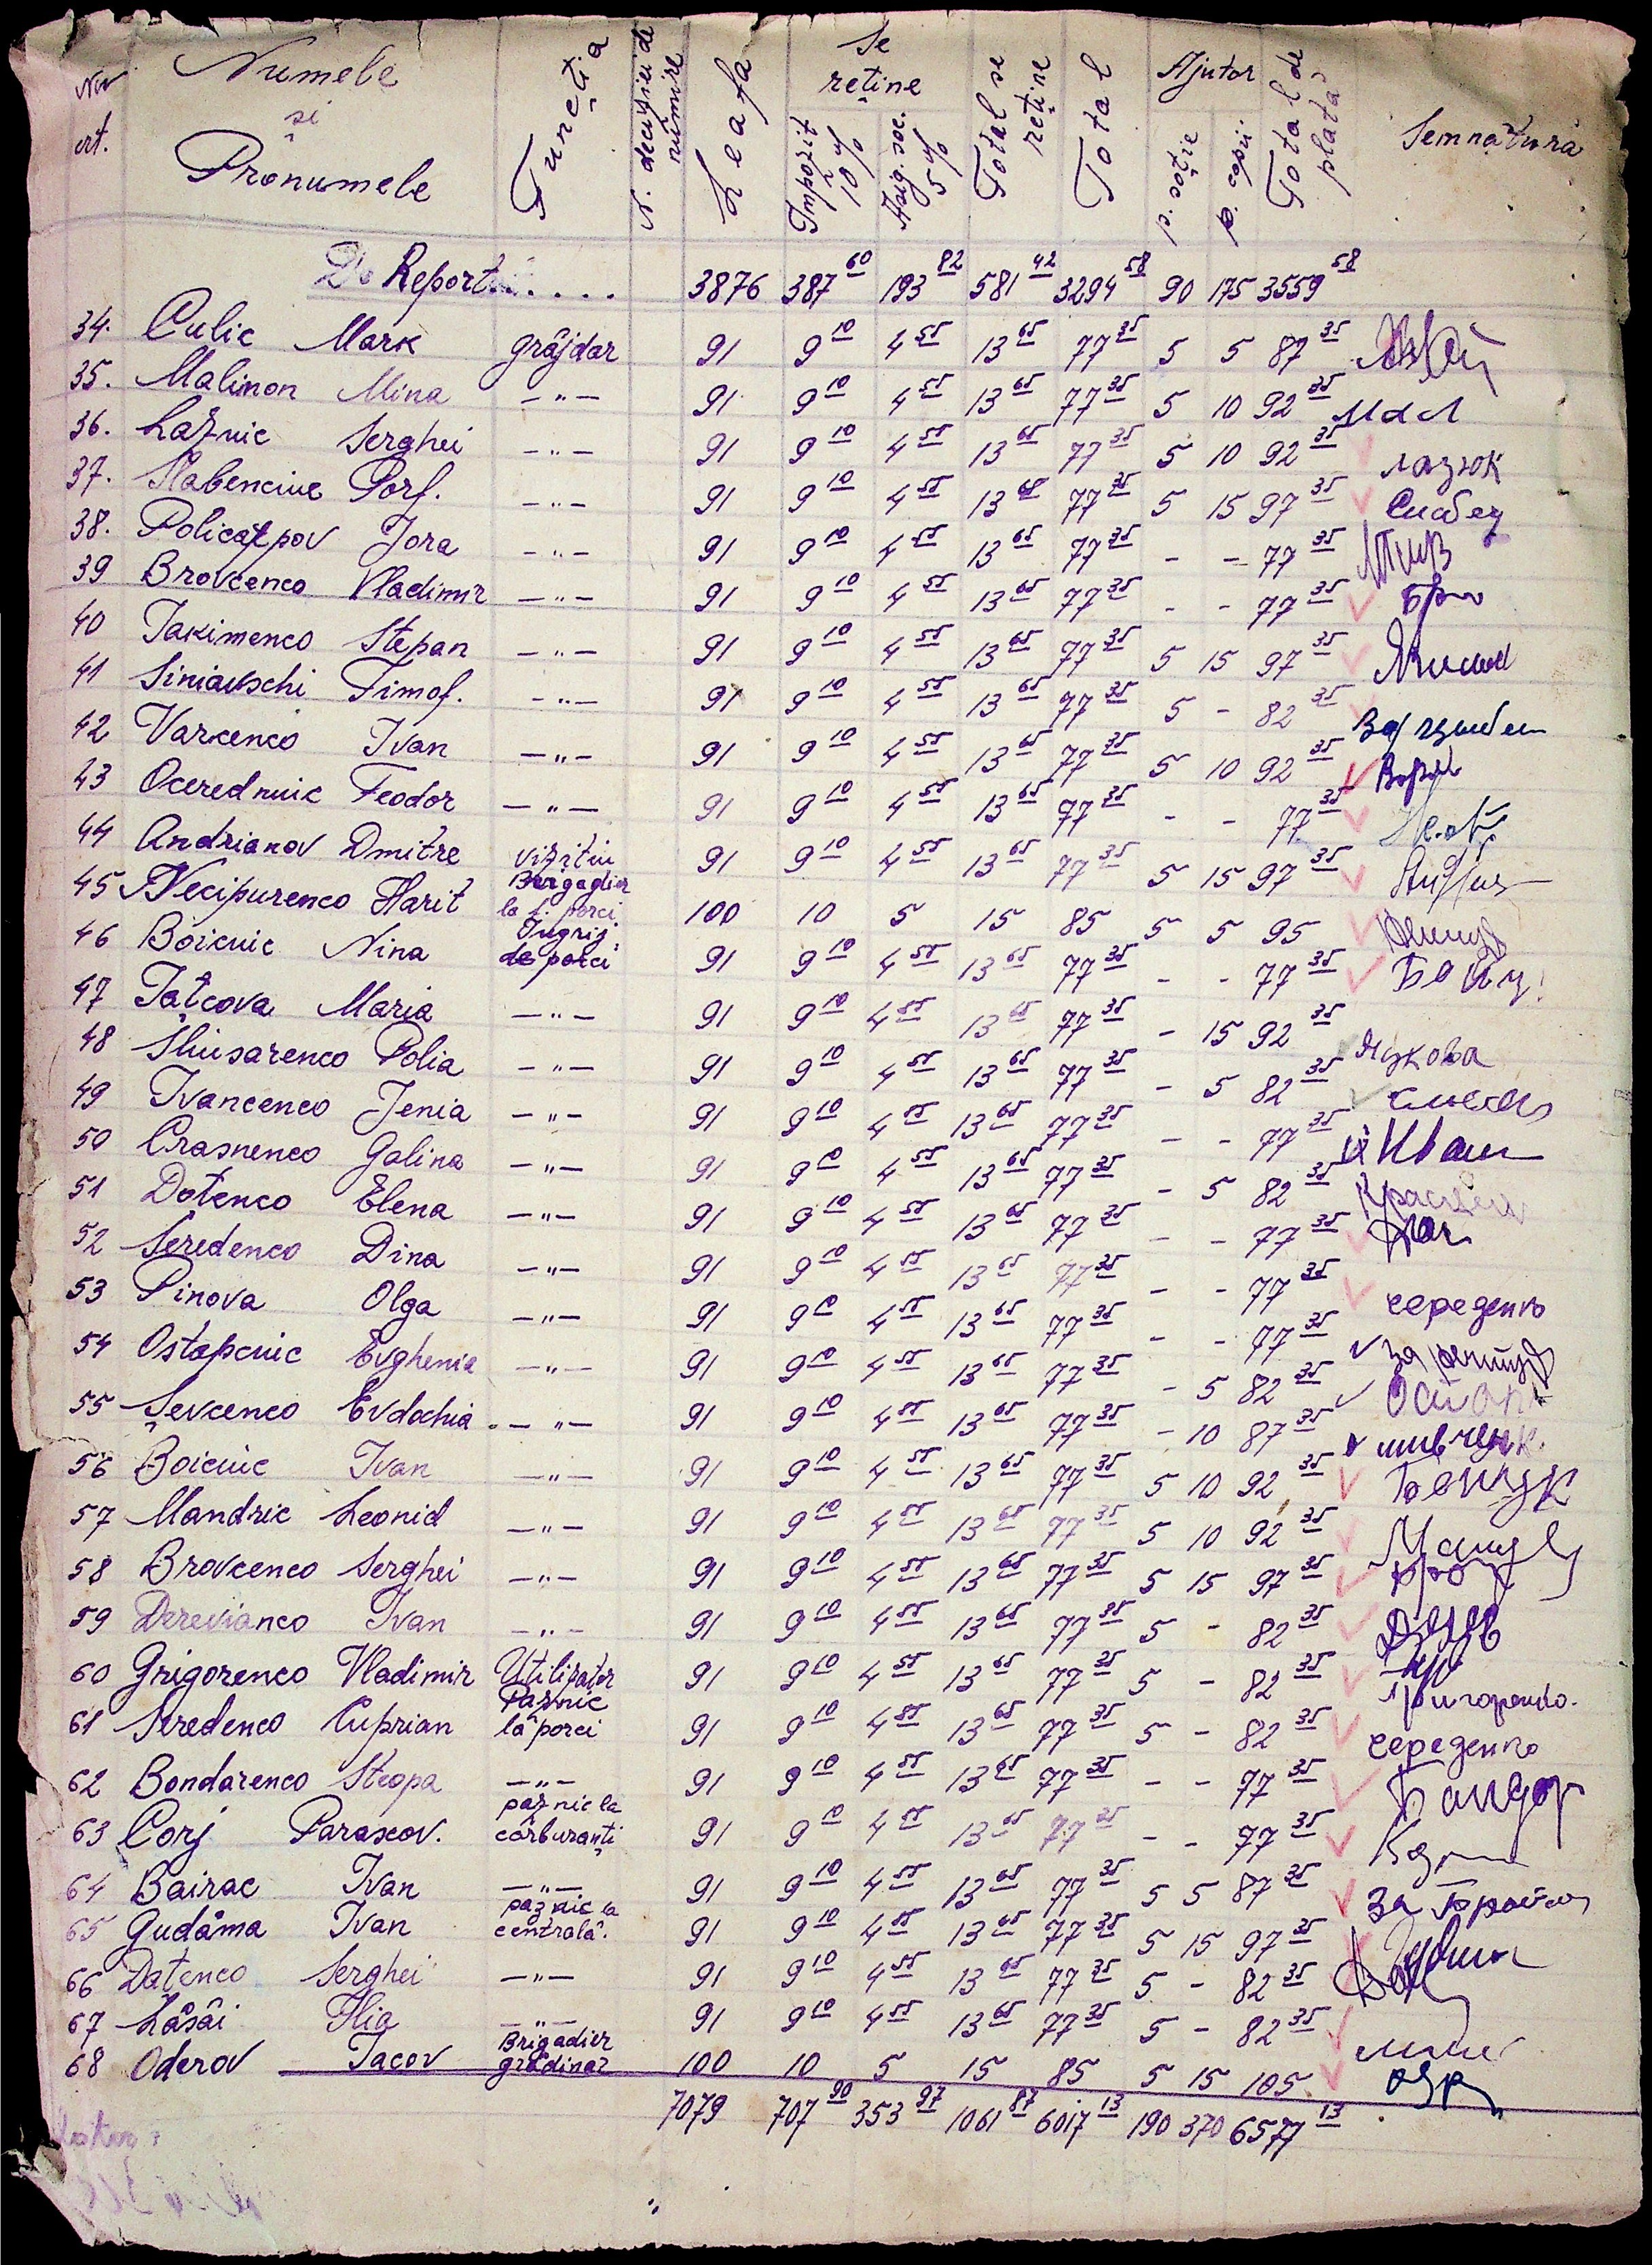 Nr crt. Numele și Pronumele Funcția N. deciziei de numire Leafa Se reține Impozit 10% Asig. soc. 5% Total se reține Total Ajutor p. soție p. copii Total de plată Semnătura
De Report..... 3876 387 60 193 82 581 42 3294 58 90 175 3559 58
34. Culic Mark grâjdar 91 9 10 4 55 13 65 77 35 5 5 87 35
35. Malinon Mina —"— 91 9 10 4 55 13 65 77 35 5 10 92 35 МаЛ
36. Laznic Serghei —"— 91 9 10 4 55 13 65 77 35 5 10 92 35 лазюк
37. Slabenciuc Porf. —"— 91 9 10 4 55 13 65 77 35 5 15 97 35 Слабец
38. Policarpov Jora —"— 91 9 10 4 55 13 65 77 35 - - 77 35
39 Brovcenco Vladimir —"— 91 9 10 4 55 13 65 77 35 - - 77 35
40 Iakimenco Stepan —"— 91 9 10 4 55 13 65 77 35 5 15 97 35
41 Siniavschi Timof. —"— 91 9 10 4 55 13 65 77 35 5 - 82 35
42 Varcenco Ivan —"— 91 9 10 4 55 13 65 77 35 5 10 92 35
43 Ocerednuic Feodor —"— 91 9 10 4 55 13 65 77 35 - - 77 35
44 Andrianov Dmitre vizitiu 91 9 10 4 55 13 65 77 35 5 15 97 35
45 Necipurenco Harit Brigadier la porci 100 10 5 15 85 5 5 95
46 Boicuic Nina Îngrij. de porci 91 9 10 4 55 13 65 77 35 - - 77 35
47 Iațcova Maria —"— 91 9 10 4 55 13 65 77 35 - 15 92 35 Яцкова
48 Sliusarenco Polia —"— 91 9 10 4 55 13 65 77 35 - 5 82 35
49 Ivancenco Jenia —"— 91 9 10 4 55 13 65 77 35 - - 77 35
50 Crasnenco Galina —"— 91 9 10 4 55 13 65 77 35 - 5 82 35
51 Dotenco Elena —"— 91 9 10 4 55 13 65 77 35 - - 77 35
52 Seredenco Dina —"— 91 9 10 4 55 13 65 77 35 - - 77 35 середенко
53 Pinova Olga —"— 91 9 10 4 55 13 65 77 35 - - 77 35 за
54 Ostapciuc Evghenia —"— 91 9 10 4 55 13 65 77 35 - 5 82 35
55 Șevcenco Evdochia —"— 91 9 10 4 55 13 65 77 35 - 10 87 35 шевченк.
56 Boicuic Ivan —"— 91 9 10 4 55 13 65 77 35 5 10 92 35
57 Mandric Leonid —"— 91 9 10 4 55 13 65 77 35 5 10 92 35
58 Brovcenco Serghei —"— 91 9 10 4 55 13 65 77 35 5 15 97 35
59 Derevianco Ivan —"— 91 9 10 4 55 13 65 77 35 5 - 82 35
60 Grigorenco Vladimir Utilizator 91 9 10 4 55 13 65 77 35 5 - 82 35 Григоренко.
61 Seredenco Ciprian Paznic la porci 91 9 10 4 55 13 65 77 35 5 - 82 35 середенко
62 Bondarenco Steopa —"— 91 9 10 4 55 13 65 77 35 - - 77 35 Бандор
63 Corj Parascov. paznic la carburanți 91 9 10 4 55 13 65 77 35 - - 77 35
64 Bairac Ivan —"— 91 9 10 4 55 13 65 77 35 5 5 87 35 за
65 Gudâma Ivan paznic la centrală. 91 9 10 4 55 13 65 77 35 5 15 97 35
66 Datenco Serghei —"— 91 9 10 4 55 13 65 77 35 5 - 82 35
67 Lâsâi Ilia —"— 91 9 10 4 55 13 65 77 35 5 - 82 35
68 Oderov Iacov Brigadier grădinar 100 10 5 15 85 5 15 105
7079 707 90 353 97 1061 87 6017 13 190 370 6577 13